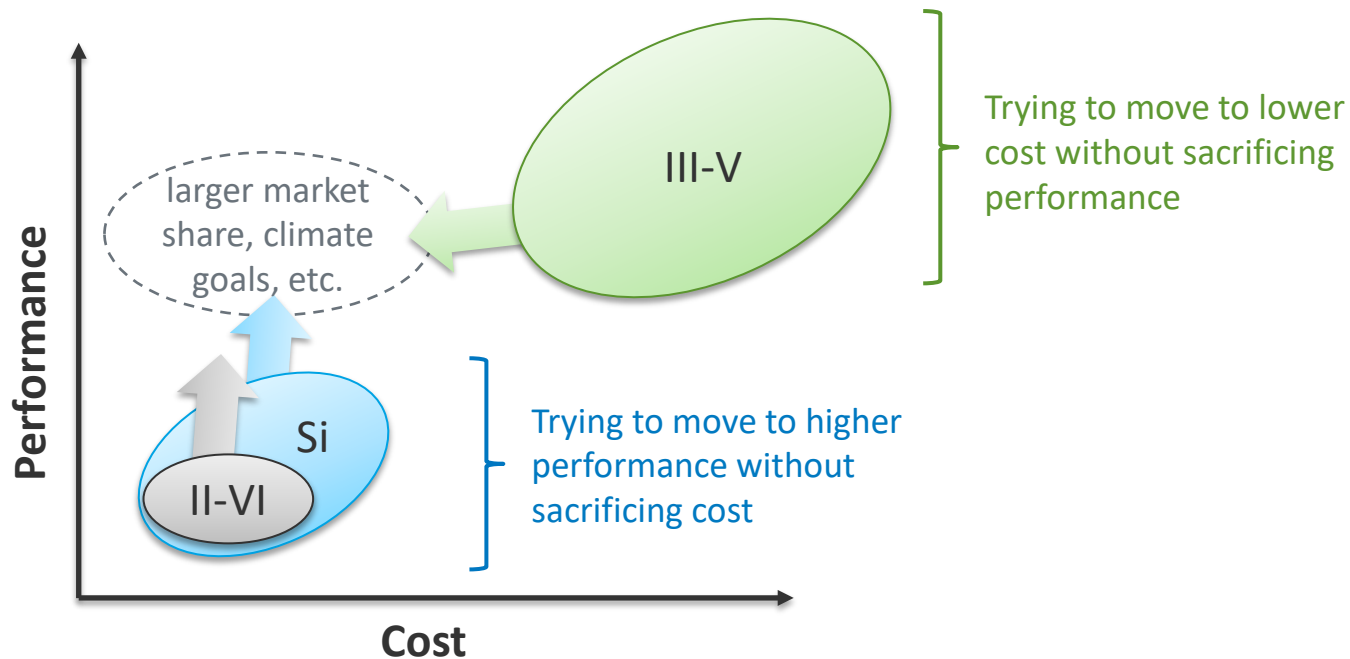 Performance
larger market
share, climate
goals, etc.
III-V
Trying to move to lower
cost without sacrificing
performance
Si
II-VI
Trying to move to higher
performance without
sacrificing cost
Cost